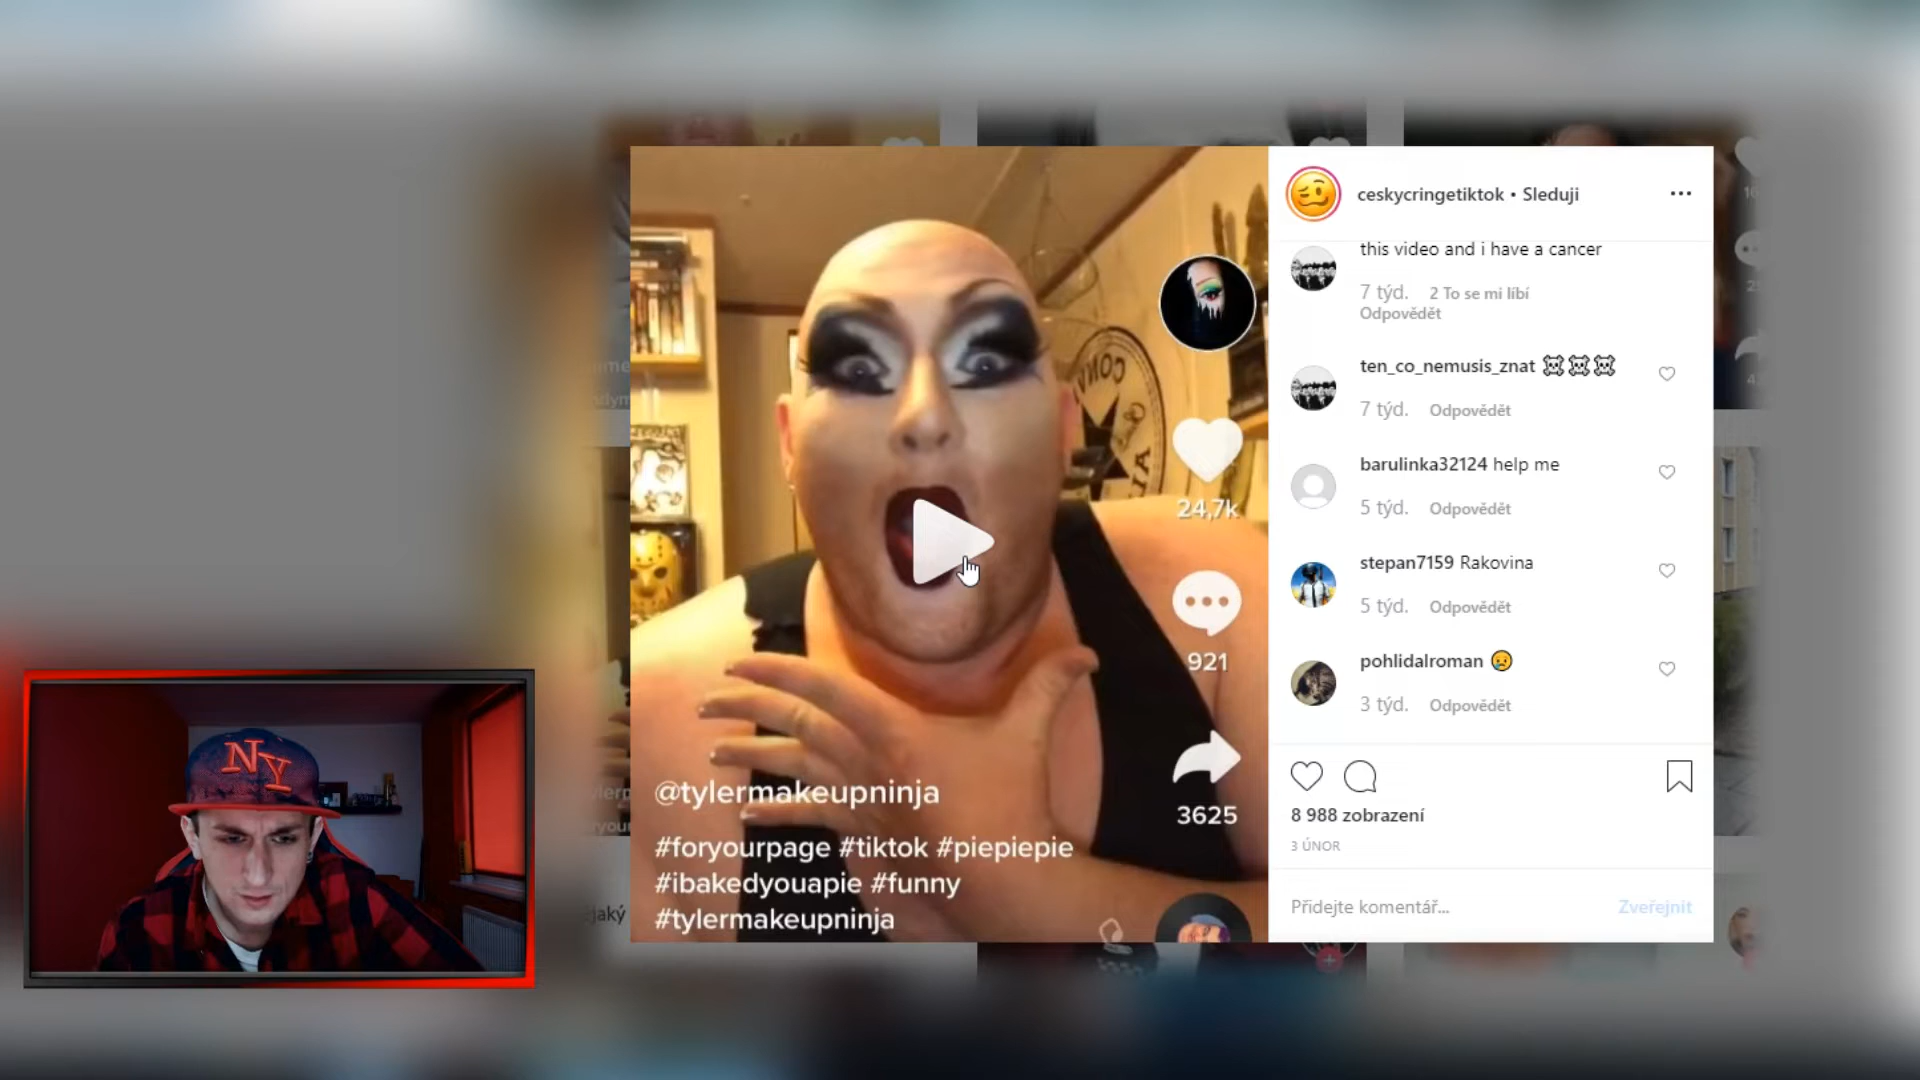 ceskycringetiktok • Sleduji
this video and i have a cancer
7 týd. 2 To se mi líbí
Odpovědět
ten_co_nemusis_znat ☠☠☠
7 týd. Odpovědět
barulinka32124 help me
5 týd. Odpovědět
stepan7159 Rakovina
5 týd. Odpovědět
pohlidalroman 😢
3 týd. Odpovědět
8 988 zobrazení
3 ÚNOR
Přidejte komentář... Zveřejnit
24,7k
921
3625
@tylermakeupninja
#foryourpage #tiktok #piepiepie
#ibakedyouapie #funny
#tylermakeupninja
NY